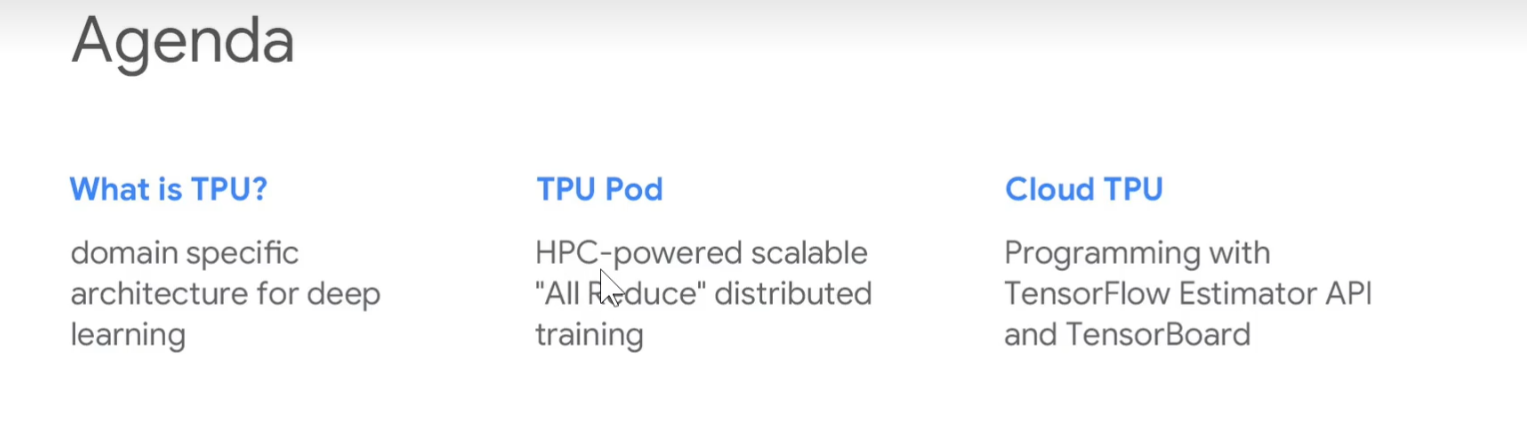 Agenda
What is TPU?
domain specific
architecture for deep
learning
TPU Pod
HPC-powered scalable
"All Reduce" distributed
training
Cloud TPU
Programming with
TensorFlow Estimator API
and TensorBoard